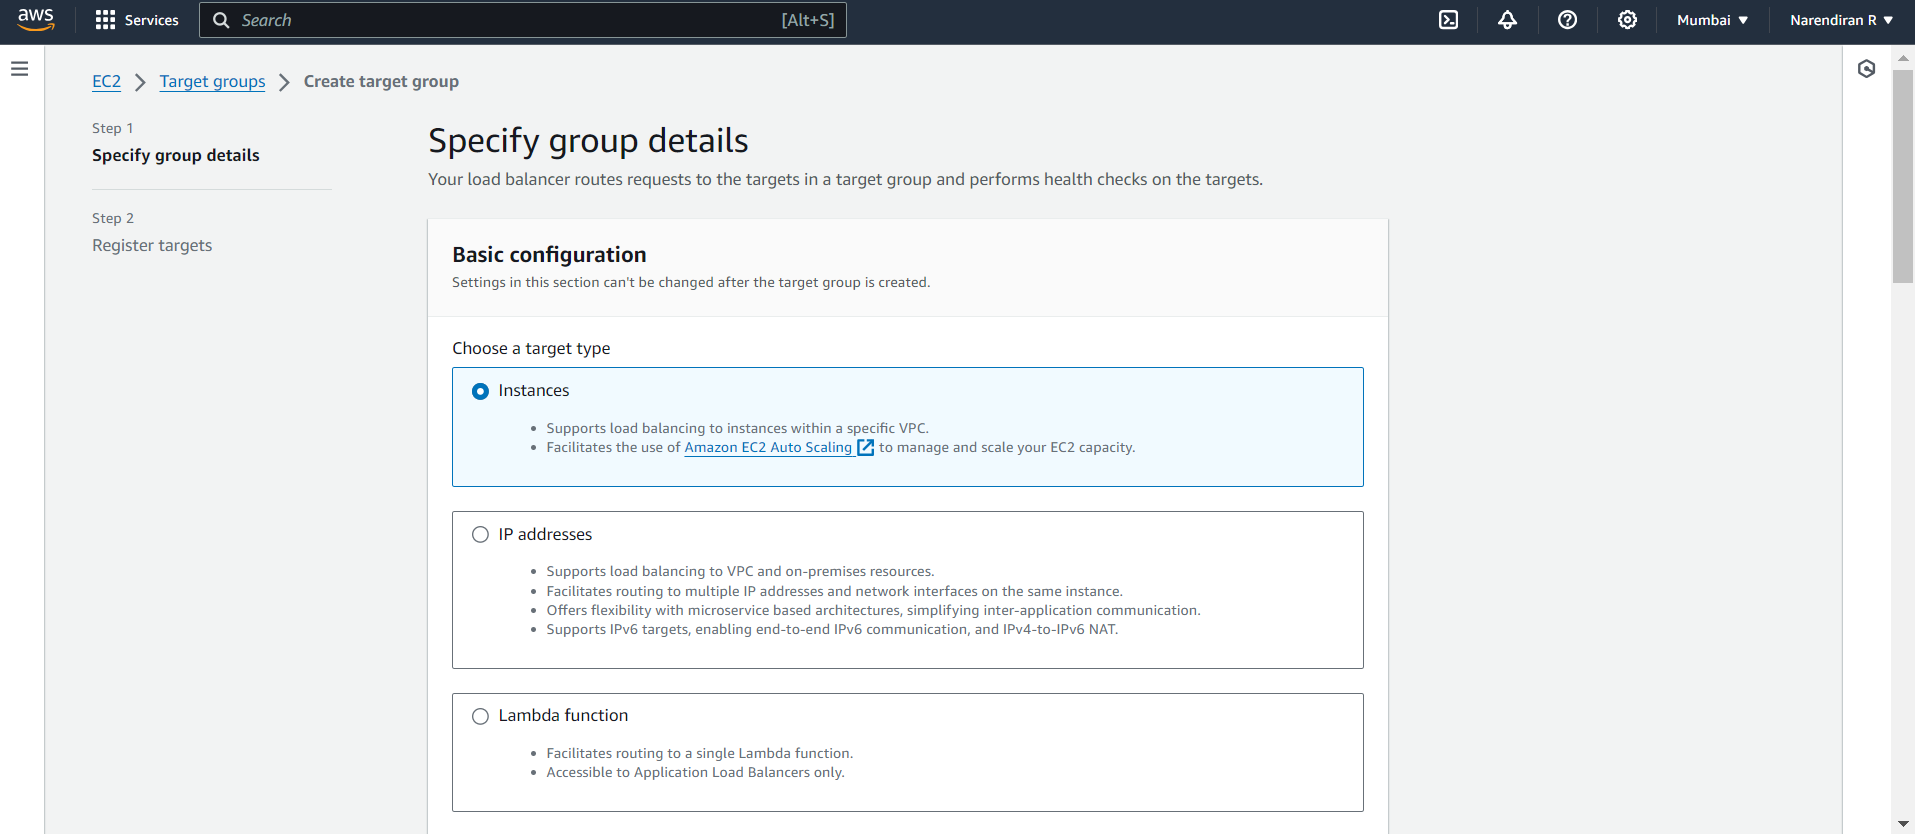 aws Services Search [Alt+S] Mumbai Narendiran R
EC2 Target groups Create target group
Step 1
Specify group details
Step 2
Register targets
Specify group details
Your load balancer routes requests to the targets in a target group and performs health checks on the targets.
Basic configuration
Settings in this section can't be changed after the target group is created.
Choose a target type
Instances
• Supports load balancing to instances within a specific VPC.
• Facilitates the use of Amazon EC2 Auto Scaling to manage and scale your EC2 capacity.
IP addresses
• Supports load balancing to VPC and on-premises resources.
• Facilitates routing to multiple IP addresses and network interfaces on the same instance.
• Offers flexibility with microservice based architectures, simplifying inter-application communication.
• Supports IPv6 targets, enabling end-to-end IPv6 communication, and IPv4-to-IPv6 NAT.
Lambda function
• Facilitates routing to a single Lambda function.
• Accessible to Application Load Balancers only.